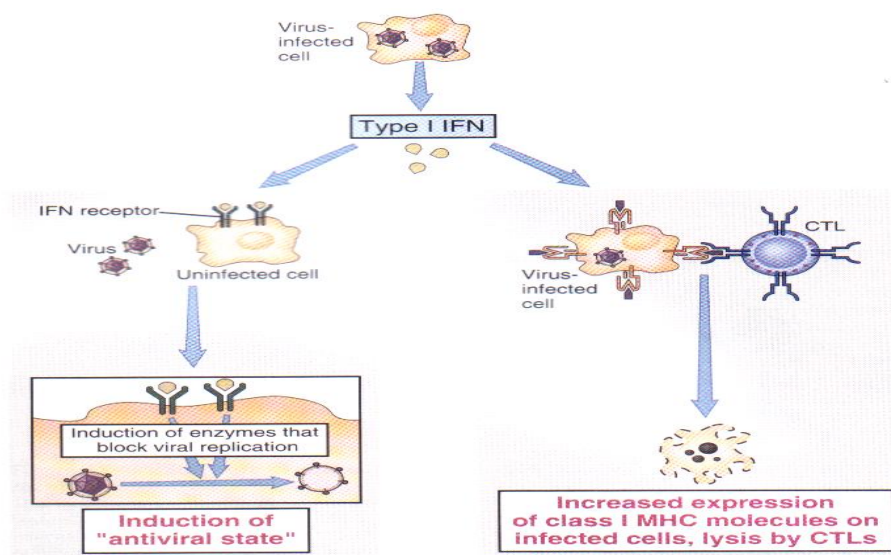 Virus-
infected
cell
Type I IFN
IFN receptor
Virus
Uninfected cell
Induction of enzymes that
block viral replication
Induction of
"antiviral state"
CTL
Virus-
infected
cell
Increased expression
of class I MHC molecules on
infected cells, lysis by CTLs